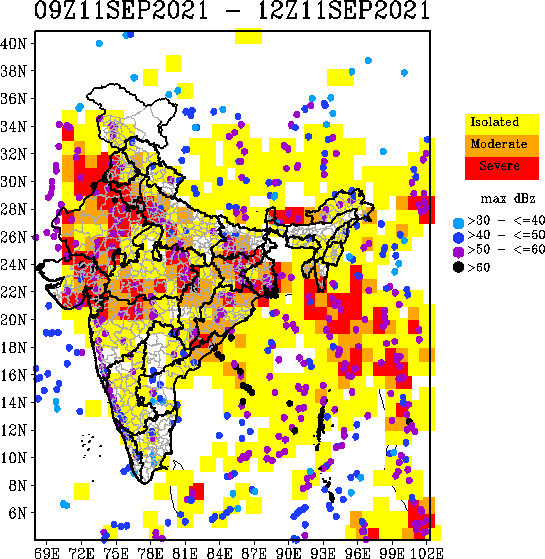 09Z11SEP2021 – 12Z11SEP2021
40N
38N
36N
34N
32N
30N
28N
26N
24N
22N
20N
18N
16N
14N
12N
10N
8N
6N
69E 72E 75E 78E 81E 84E 87E 90E 93E 96E 99E 102E
Isolated
Moderate
Severe
max dBz
>30 – <=40
>40 – <=50
>50 – <=60
>60